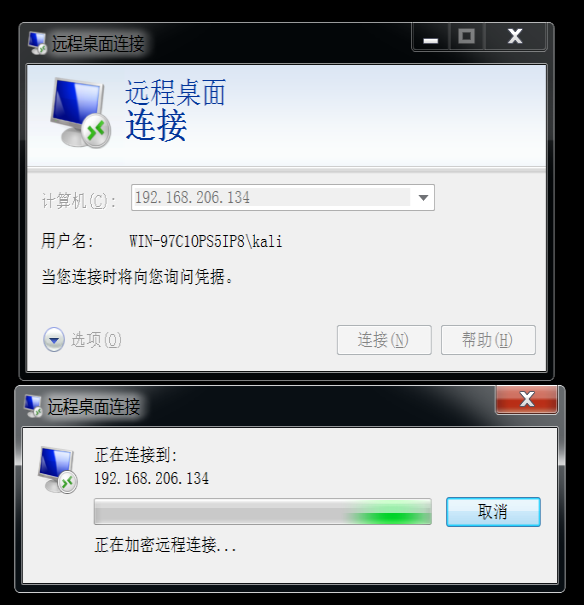 远程桌面连接
远程桌面
连接
计算机(C): 192.168.206.134
用户名: WIN-97C1OPS5IP8\kali
当您连接时将向您询问凭据。
选项(O) 连接(N) 帮助(H)
远程桌面连接
正在连接到:
192.168.206.134
取消
正在加密远程连接...